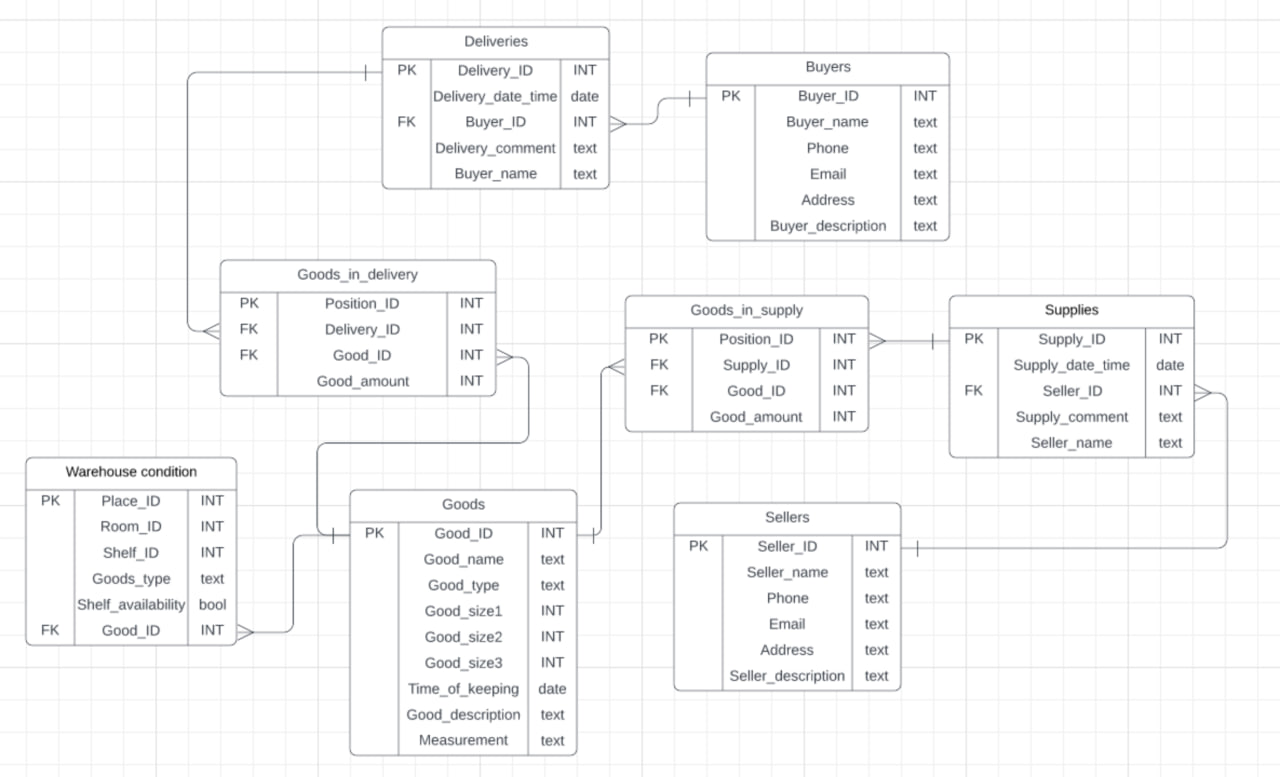 Deliveries
PK Delivery_ID INT
Delivery_date_time date
FK Buyer_ID INT
Delivery_comment text
Buyer_name text
Buyers
PK Buyer_ID INT
Buyer_name text
Phone text
Email text
Address text
Buyer_description text
Goods_in_delivery
PK Position_ID INT
FK Delivery_ID INT
FK Good_ID INT
Good_amount INT
Goods_in_supply
PK Position_ID INT
FK Supply_ID INT
FK Good_ID INT
Good_amount INT
Supplies
PK Supply_ID INT
Supply_date_time date
FK Seller_ID INT
Supply_comment text
Seller_name text
Warehouse condition
PK Place_ID INT
Room_ID INT
Shelf_ID INT
Goods_type text
Shelf_availability bool
FK Good_ID INT
Goods
PK Good_ID INT
Good_name text
Good_type text
Good_size1 INT
Good_size2 INT
Good_size3 INT
Time_of_keeping date
Good_description text
Measurement text
Sellers
PK Seller_ID INT
Seller_name text
Phone text
Email text
Address text
Seller_description text